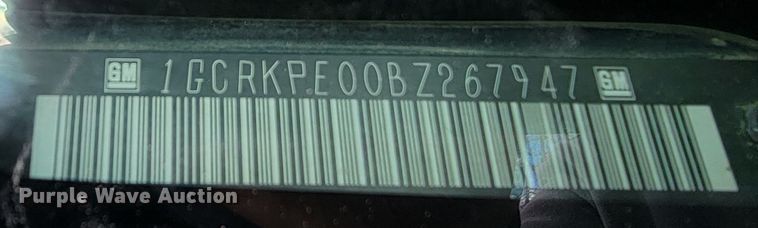 GM 1GCRKPE00BZ267947 GM
Purple Wave Auction